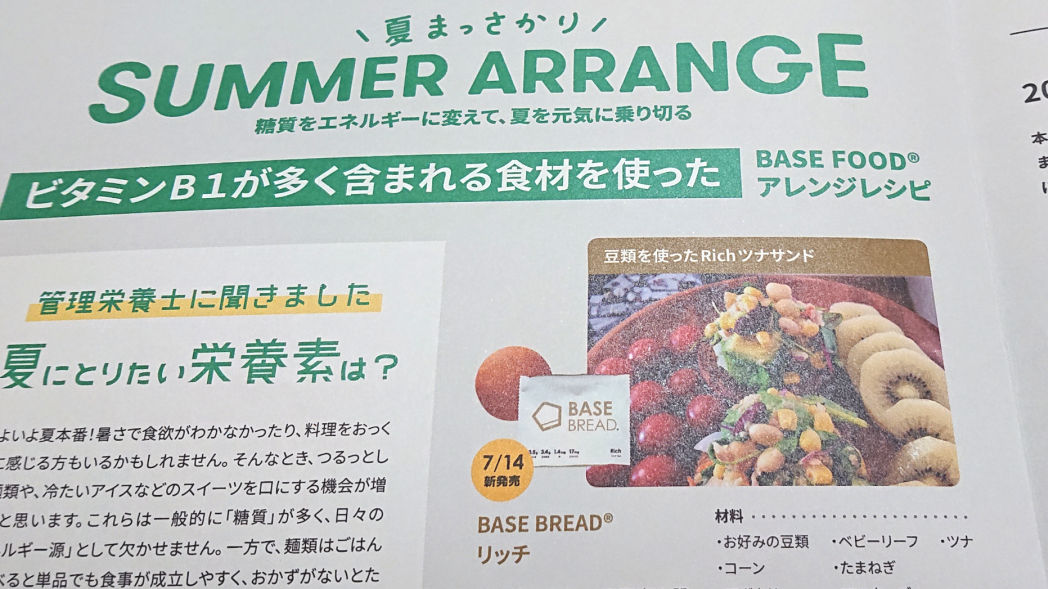 夏まっさかり
SUMMER ARRANGE
糖質をエネルギーに変えて、夏を元気に乗り切る
ビタミンB1が多く含まれる食材を使った
BASE FOOD®
アレンジレシピ
管理栄養士に聞きました
夏にとりたい栄養素は？
よいよ夏本番！暑さで食欲がわかなかったり、料理をおっく
に感じる方もいるかもしれません。そんなとき、つるっとし
麺類や、冷たいアイスなどのスイーツを口にする機会が増
と思います。これらは一般的に「糖質」が多く、日々の
ルギー源」として欠かせません。一方で、麺類はごはん
べると単品でも食事が成立しやすく、おかずがないとた
豆類を使ったRichツナサンド
BASE
BREAD.
3.4g 1.4mg 17mg
Rich
7/14
新発売
BASE BREAD®
リッチ
材料
・お好みの豆類 ・ベビーリーフ ・ツナ
・コーン ・たまねぎ
20
本
ま